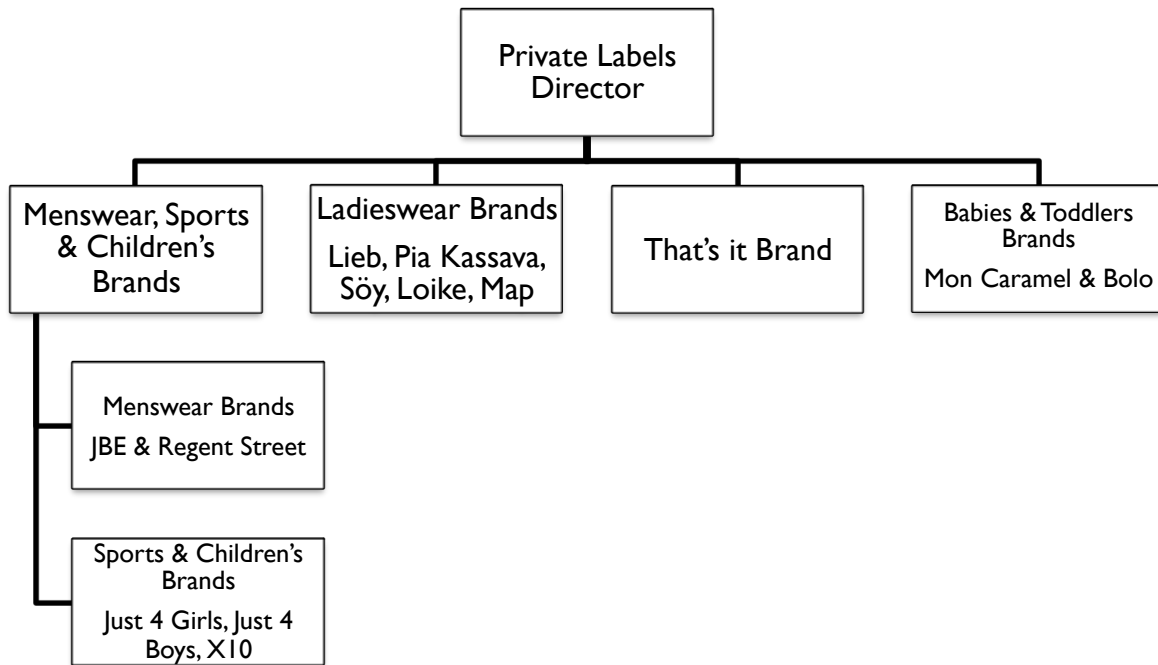 Private Labels
Director
Menswear, Sports
& Children’s
Brands
Ladieswear Brands
Lieb, Pia Kassava,
Söy, Loike, Map
That’s it Brand
Babies & Toddlers
Brands
Mon Caramel & Bolo
Menswear Brands
JBE & Regent Street
Sports & Children’s
Brands
Just 4 Girls, Just 4
Boys, X10